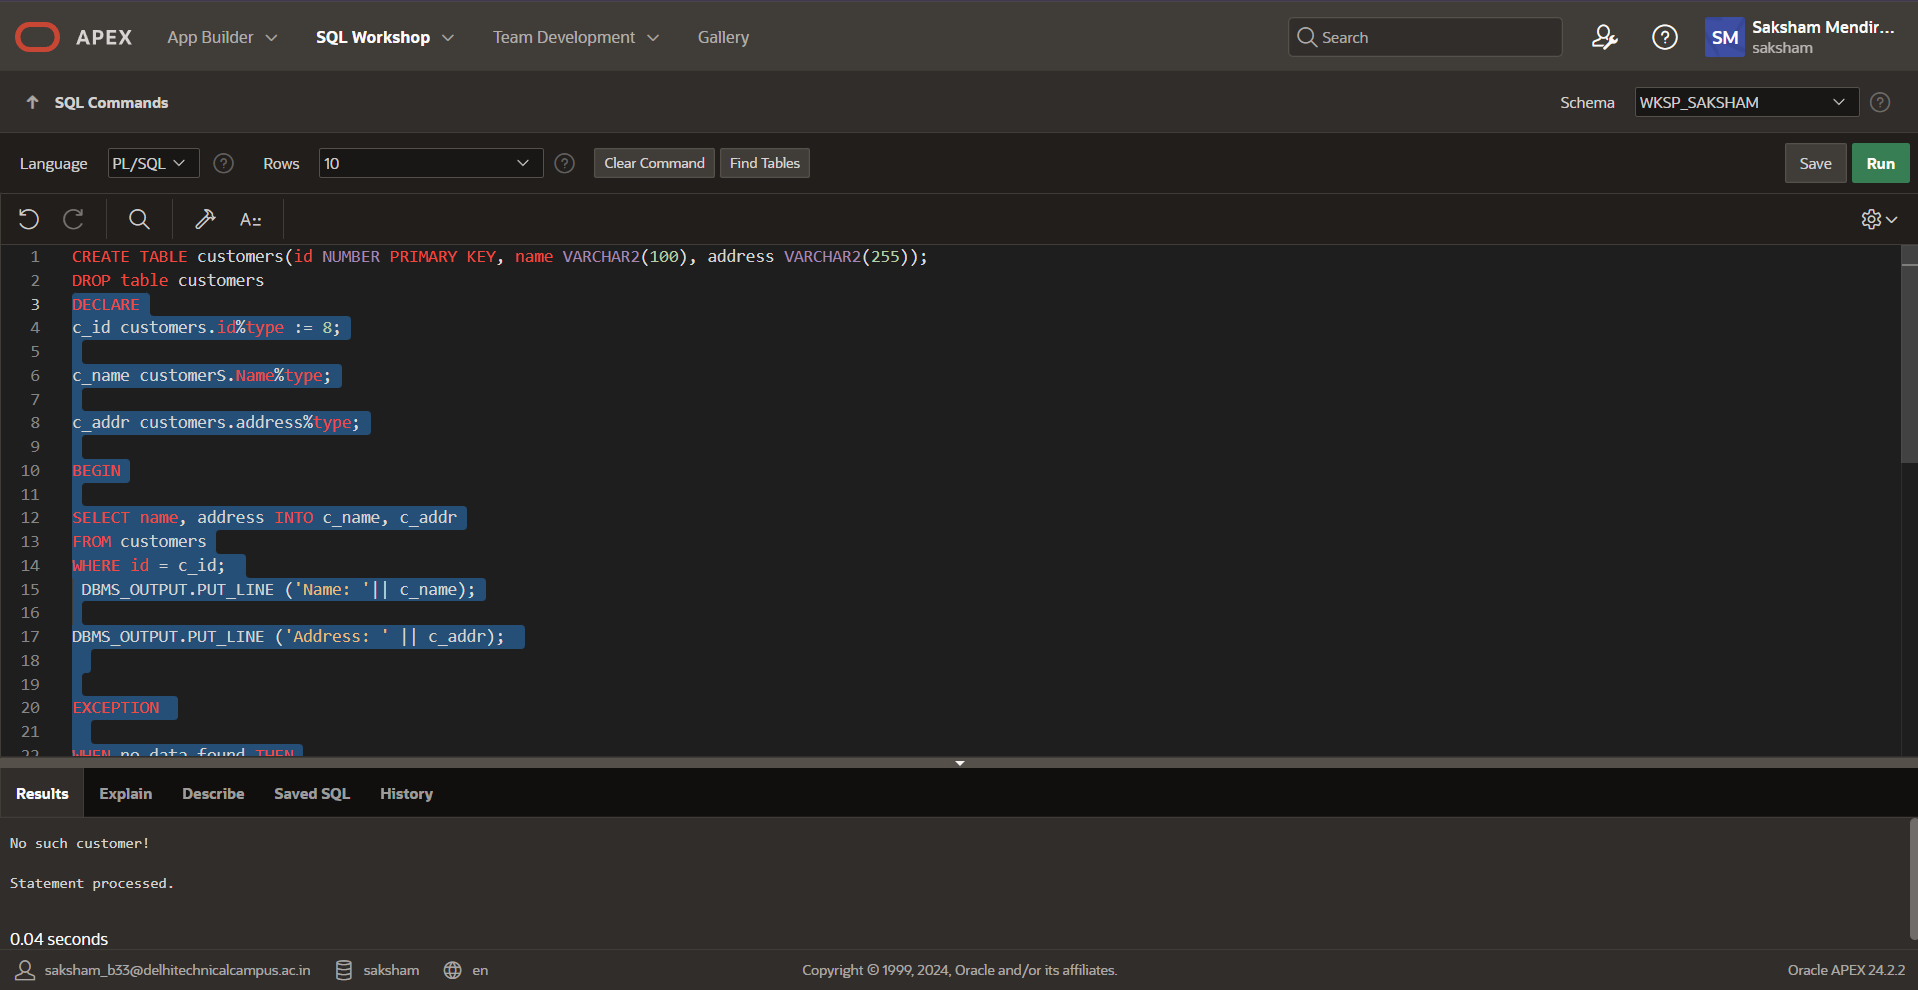 APEX App Builder SQL Workshop Team Development Gallery Search SM Saksham Mendir...
saksham
SQL Commands Schema WKSP_SAKSHAM
Language PL/SQL Rows 10 Clear Command Find Tables Save Run
1 CREATE TABLE customers(id NUMBER PRIMARY KEY, name VARCHAR2(100), address VARCHAR2(255));
2 DROP table customers
3 DECLARE
4 c_id customers.id%type := 8;
5
6 c_name customerS.Name%type;
7
8 c_addr customers.address%type;
9
10 BEGIN
11
12 SELECT name, address INTO c_name, c_addr
13 FROM customers
14 WHERE id = c_id;
15 DBMS_OUTPUT.PUT_LINE ('Name: '|| c_name);
16
17 DBMS_OUTPUT.PUT_LINE ('Address: ' || c_addr);
18
19
20 EXCEPTION
21
22 WHEN no_data_found THEN
Results Explain Describe Saved SQL History
No such customer!
Statement processed.
0.04 seconds
saksham_b33@delhitechnicalcampus.ac.in saksham en Copyright © 1999, 2024, Oracle and/or its affiliates. Oracle APEX 24.2.2